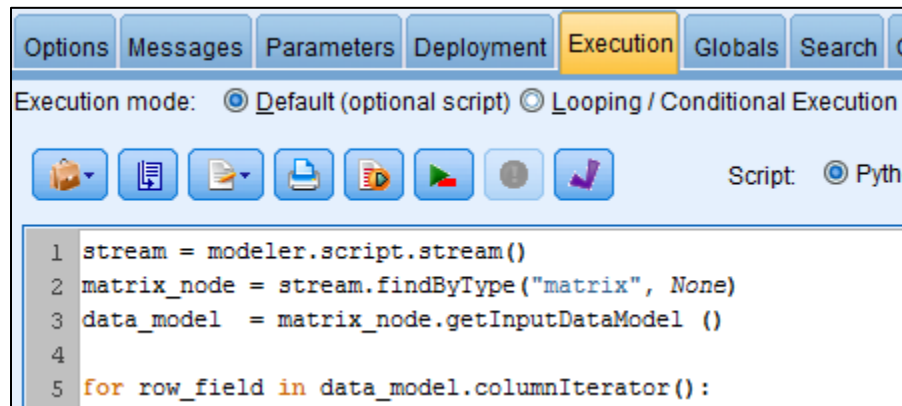 Options Messages Parameters Deployment Execution Globals Search
Execution mode: Default (optional script) Looping / Conditional Execution
Script:
1 stream = modeler.script.stream()
2 matrix_node = stream.findByType("matrix", None)
3 data_model  = matrix_node.getInputDataModel ()
4
5 for row_field in data_model.columnIterator():